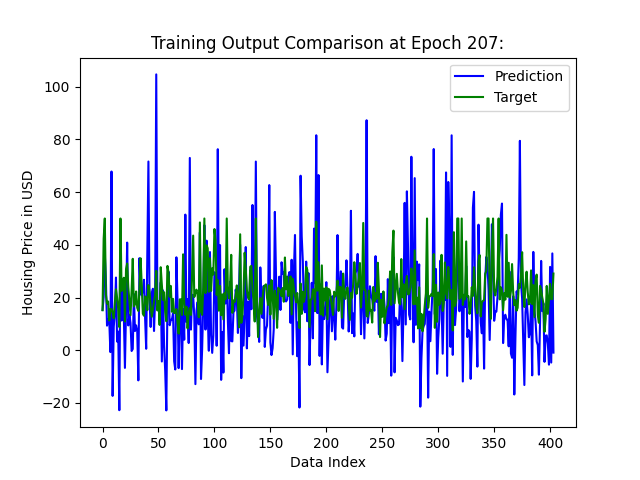 Training Output Comparison at Epoch 207:
Prediction
Target
Housing Price in USD
100
80
60
40
20
0
−20
0 50 100 150 200 250 300 350 400
Data Index